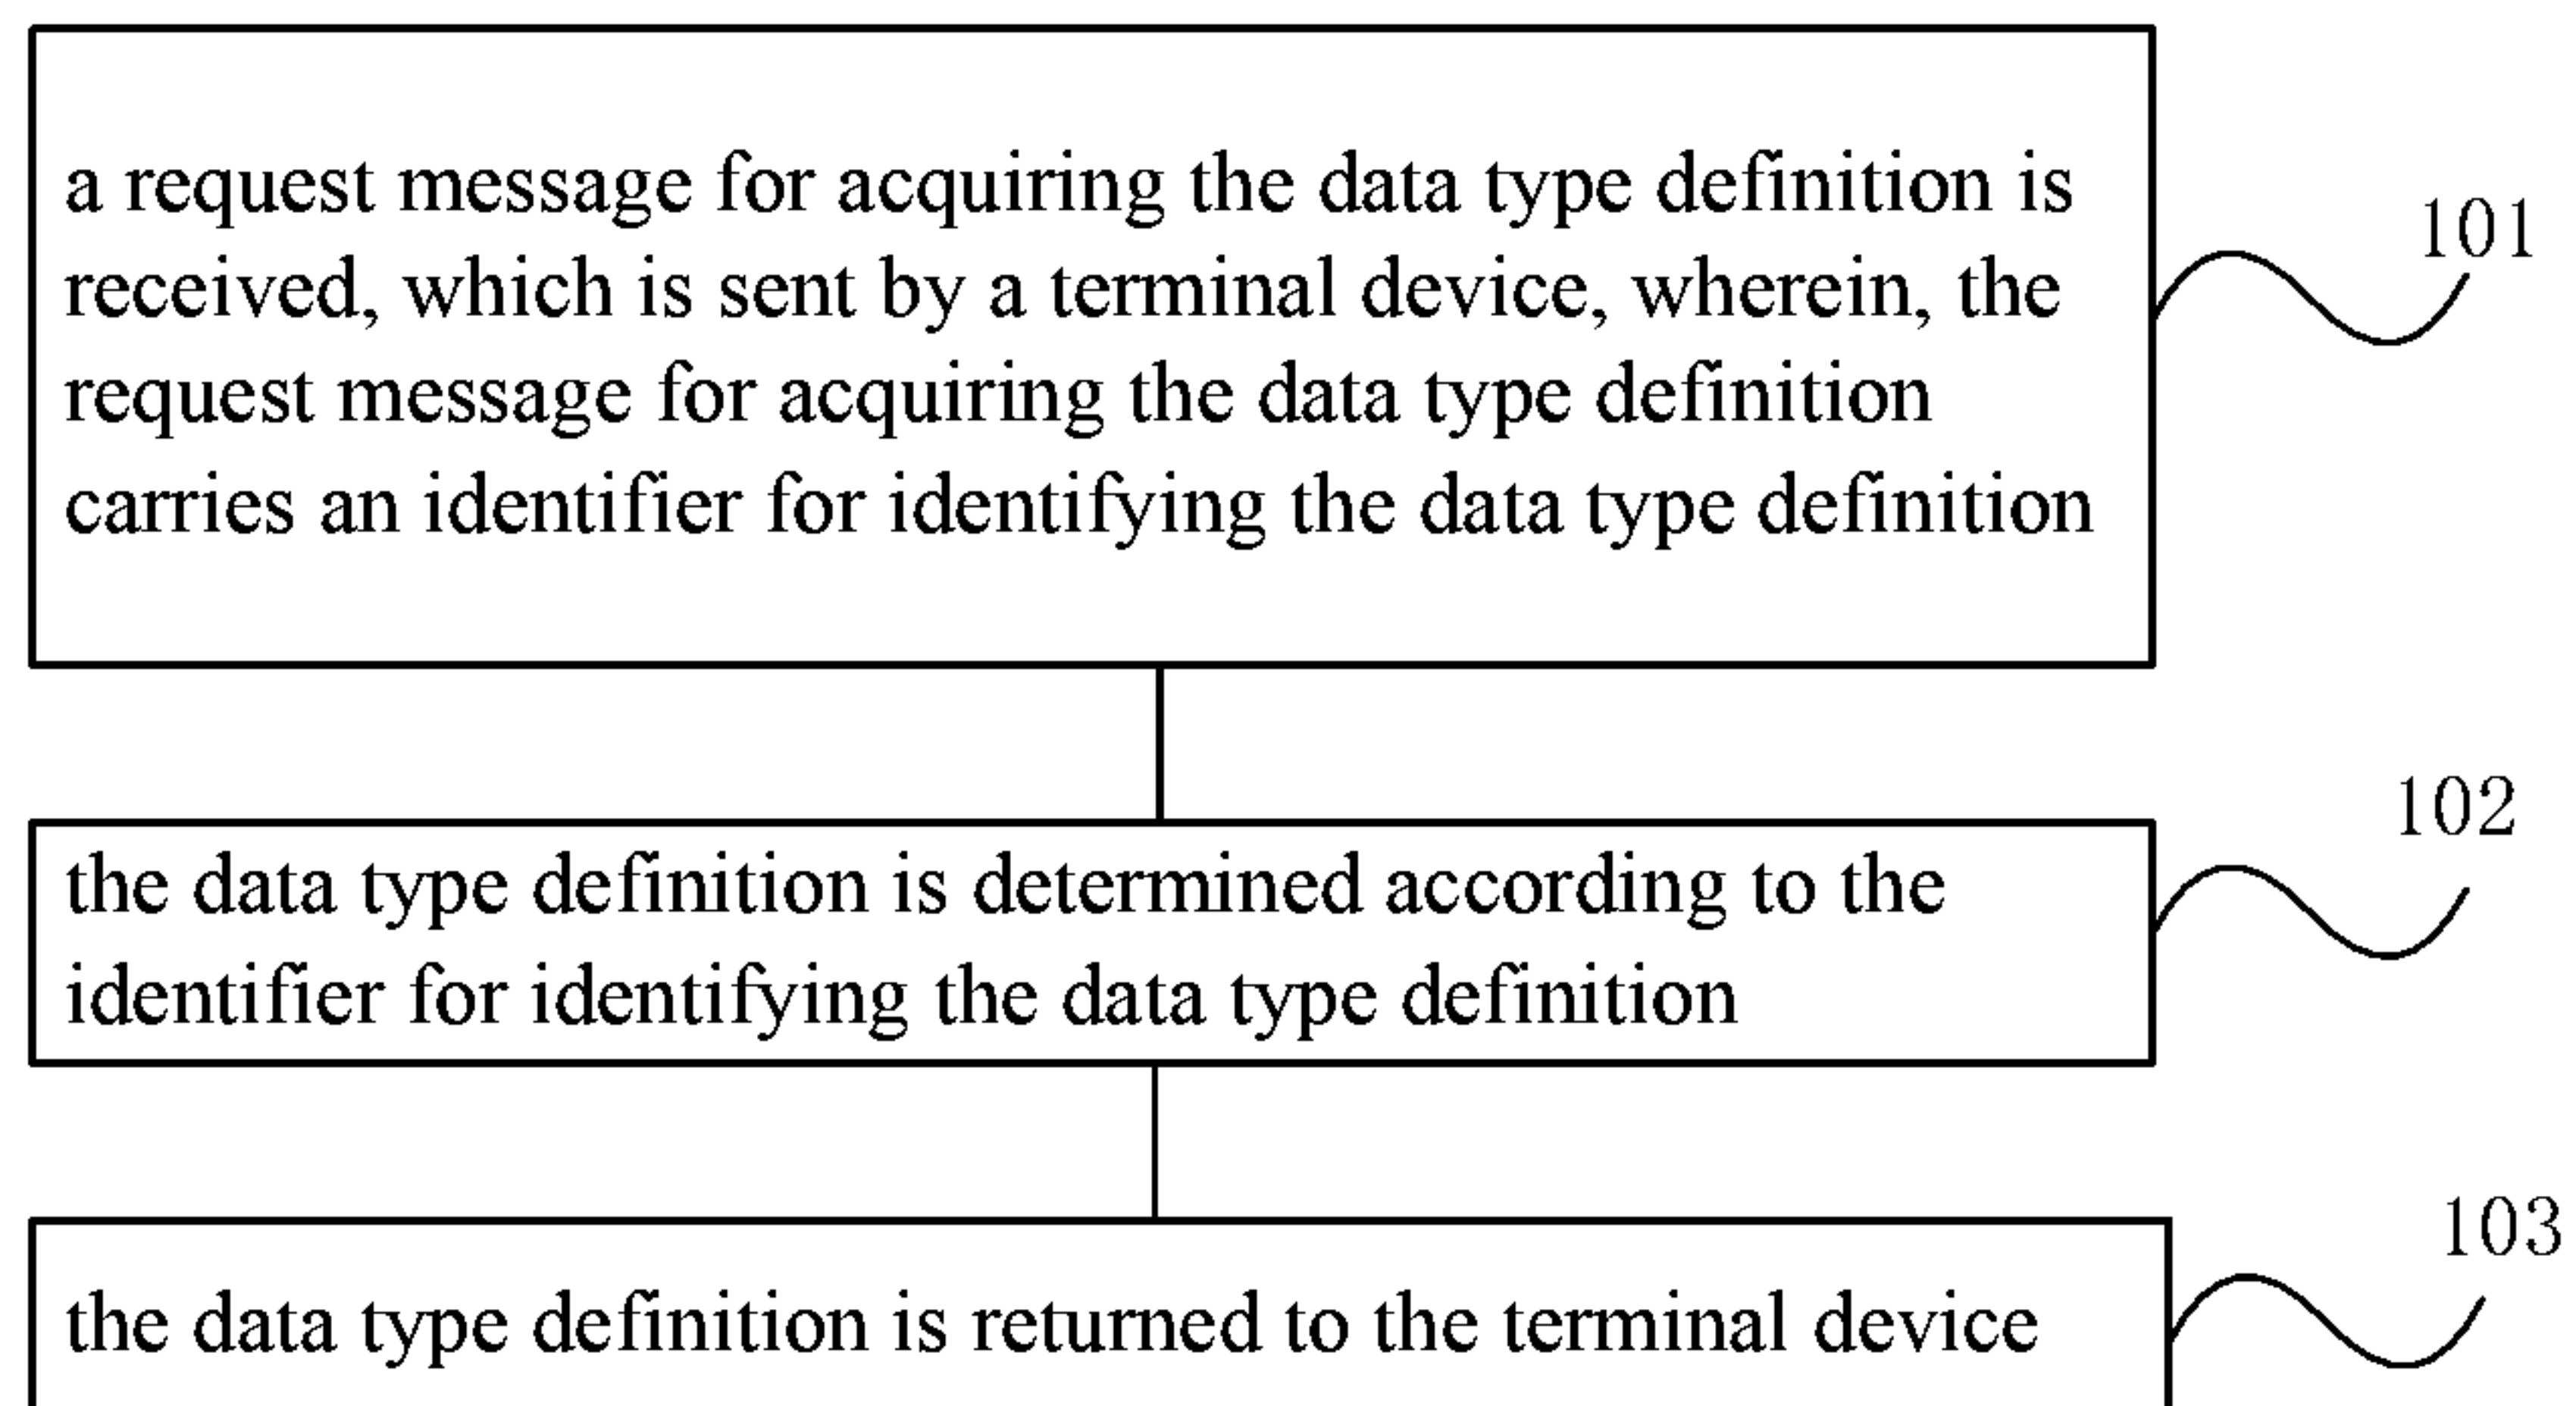 a request message for acquiring the data type definition is
received, which is sent by a terminal device, wherein, the
request message for acquiring the data type definition
carries an identifier for identifying the data type definition
101
the data type definition is determined according to the
identifier for identifying the data type definition
102
the data type definition is returned to the terminal device
103